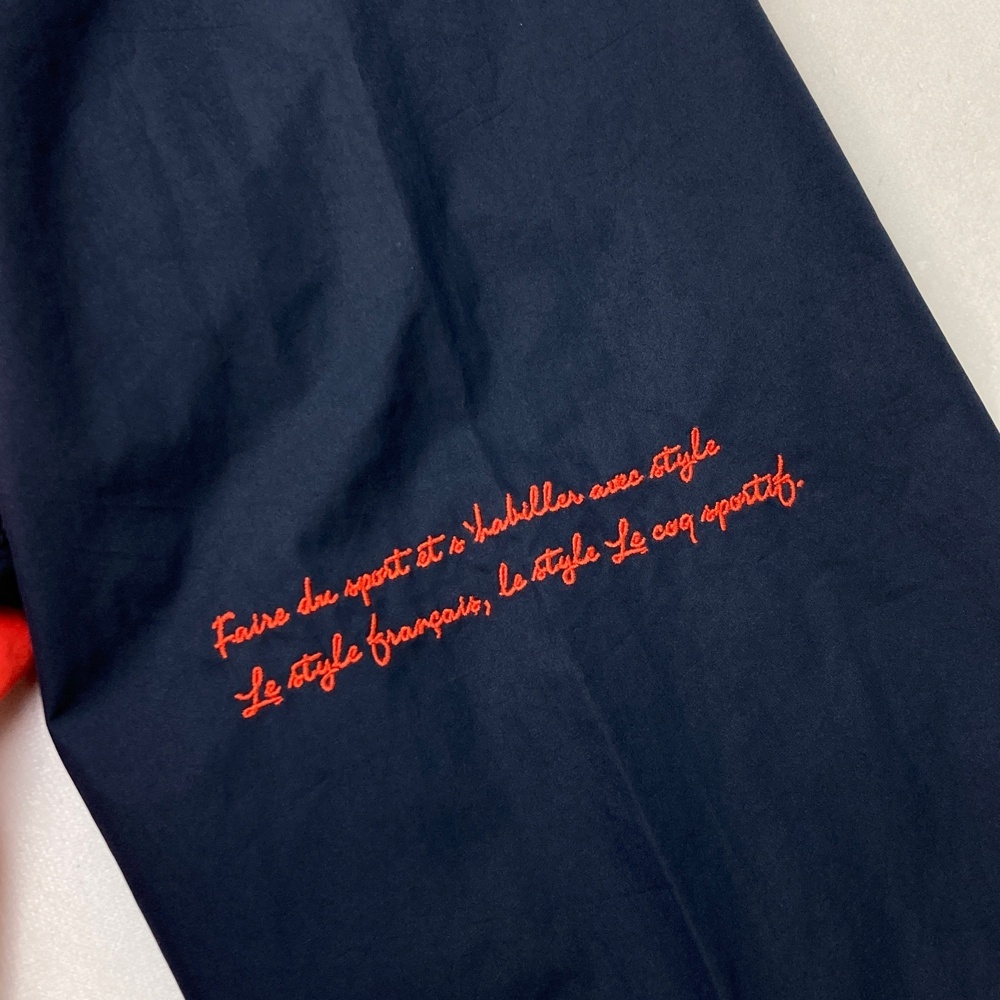 Faire du sport et s'habiller avec style
Le style français, le style Le coq sportif.